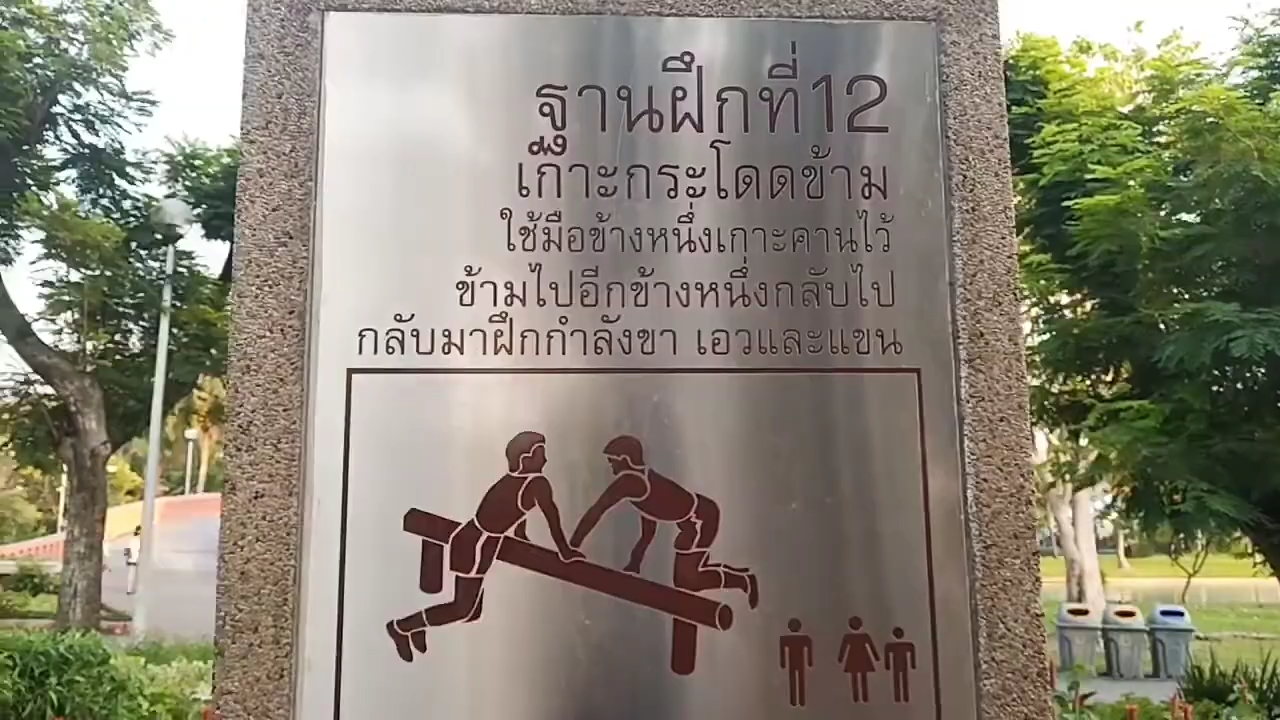 ฐานฝึกที่ 12
เกาะกระโดดข้าม
ใช้มือข้างหนึ่งเกาะคานไว้
ข้ามไปอีกข้างหนึ่งกลับไป
กลับมาฝึกกำลังขา เอวและแขน